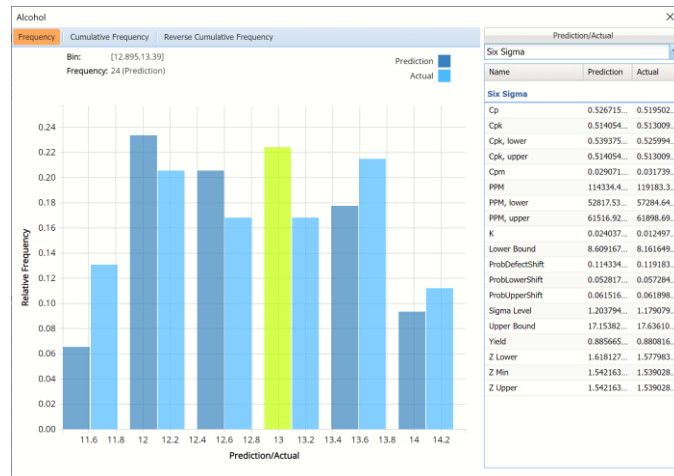 Alcohol
Frequency Cumulative Frequency Reverse Cumulative Frequency
Bin: [12.895,13.39]
Frequency: 24 (Prediction)
Prediction
Actual
Relative Frequency
0.24
0.22
0.20
0.18
0.16
0.14
0.12
0.10
0.08
0.06
0.04
0.02
0.00
11.6 11.8 12 12.2 12.4 12.6 12.8 13 13.2 13.4 13.6 13.8 14 14.2
Prediction/Actual
Prediction/Actual
Six Sigma
Name Prediction Actual
Six Sigma
Cp 0.526715... 0.519502...
Cpk 0.514054... 0.513009...
Cpk, lower 0.539375... 0.525994...
Cpk, upper 0.514054... 0.513009...
Cpm 0.029071... 0.031739...
PPM 114334.4... 119183.3...
PPM, lower 52817.53... 57284.64...
PPM, upper 61516.92... 61898.69...
K 0.024037... 0.012497...
Lower Bound 8.609167... 8.161649...
ProbDefectShift 0.114334... 0.119183...
ProbLowerShift 0.052817... 0.057284...
ProbUpperShift 0.061516... 0.061898...
Sigma Level 1.203794... 1.179079...
Upper Bound 17.15382... 17.63610...
Yield 0.885665... 0.880816...
Z Lower 1.618127... 1.577983...
Z Min 1.542163... 1.539028...
Z Upper 1.542163... 1.539028...